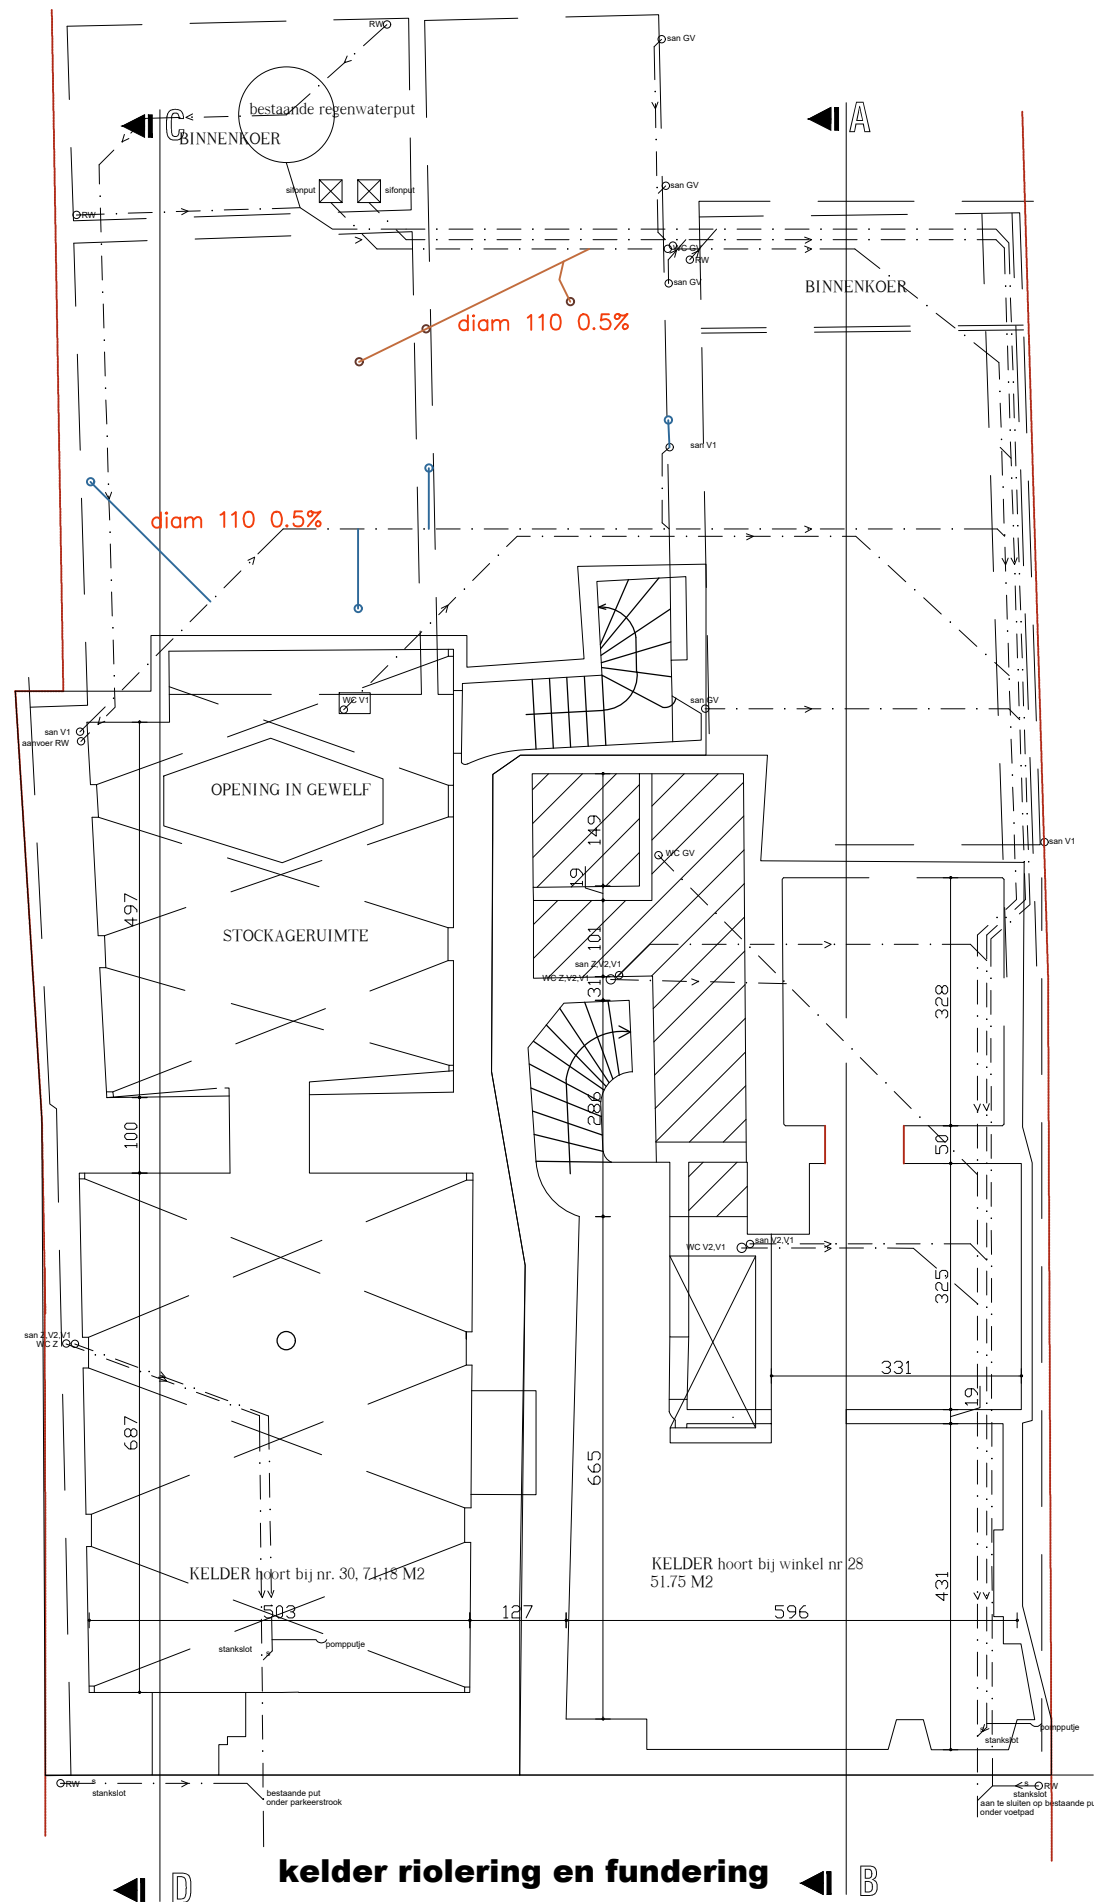 RW
san GV
bestaande regenwaterput
C
A
BINNENKOER
sifonput
sifonput
san GV
RW
WC GV
RW
san GV
BINNENKOER
diam 110 0.5%
san V1
diam 110 0.5%
WC V1
san GV
san V1
aanvoer RW
OPENING IN GEWELF
149
san V1
WC GV
19
497
STOCKAGERUIMTE
101
san Z,V2,V1
WC Z,V2,V1
31
328
286
100
50
san V2,V1
WC V2,V1
325
san Z,V2,V1
WC Z
331
19
687
665
KELDER hoort bij nr. 30, 71,18 M2
KELDER hoort bij winkel nr 28
51.75 M2
431
503
127
596
stankslot
s
pompputje
s
pompputje
stankslot
RW
s
stankslot
bestaande put
onder parkeerstrook
s
RW
stankslot
aan te sluiten op bestaande pu
onder voetpad
kelder riolering en fundering
D
B